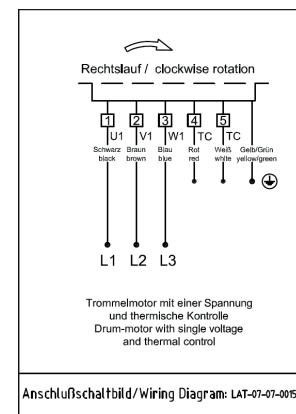 Rechtslauf / clockwise rotation
1 2 3 4 5
U1 V1 W1 TC TC
Schwarz Braun Blau Rot Weiß Gelb/Grün
black brown blue red white yellow/green
L1 L2 L3
Trommelmotor mit einer Spannung
und thermische Kontrolle
Drum-motor with single voltage
and thermal control
Anschlußschaltbild/Wiring Diagram: LAT-07-07-0015